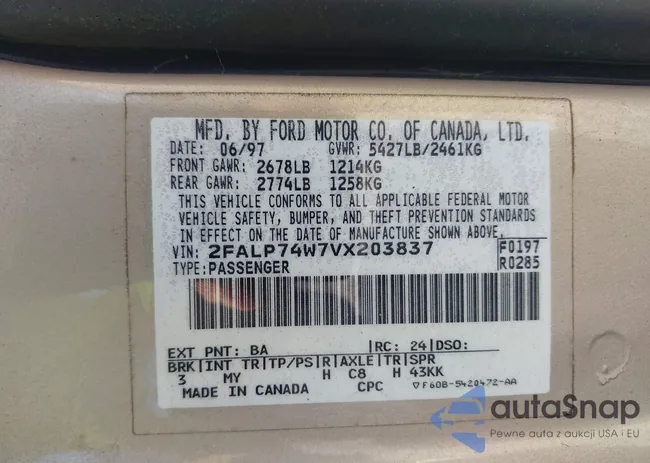 MFD. BY FORD MOTOR CO. OF CANADA, LTD.
DATE: 06/97 GVWR: 5427LB/2461KG
FRONT GAWR: 2678LB 1214KG
REAR GAWR: 2774LB 1258KG
THIS VEHICLE CONFORMS TO ALL APPLICABLE FEDERAL MOTOR
VEHICLE SAFETY, BUMPER, AND THEFT PREVENTION STANDARDS
IN EFFECT ON THE DATE OF MANUFACTURE SHOWN ABOVE.
VIN: 2FALP74W7VX203837 F0197
TYPE: PASSENGER R0285
EXT PNT: BA |RC: 24|DSO:
BRK|INT TR|TP/PS|R|AXLE|TR|SPR
3 MY H C8 H 43KK
MADE IN CANADA CPC ▽F60B-5420472-AA
autaSnap
Pewne auta z aukcji USA i EU